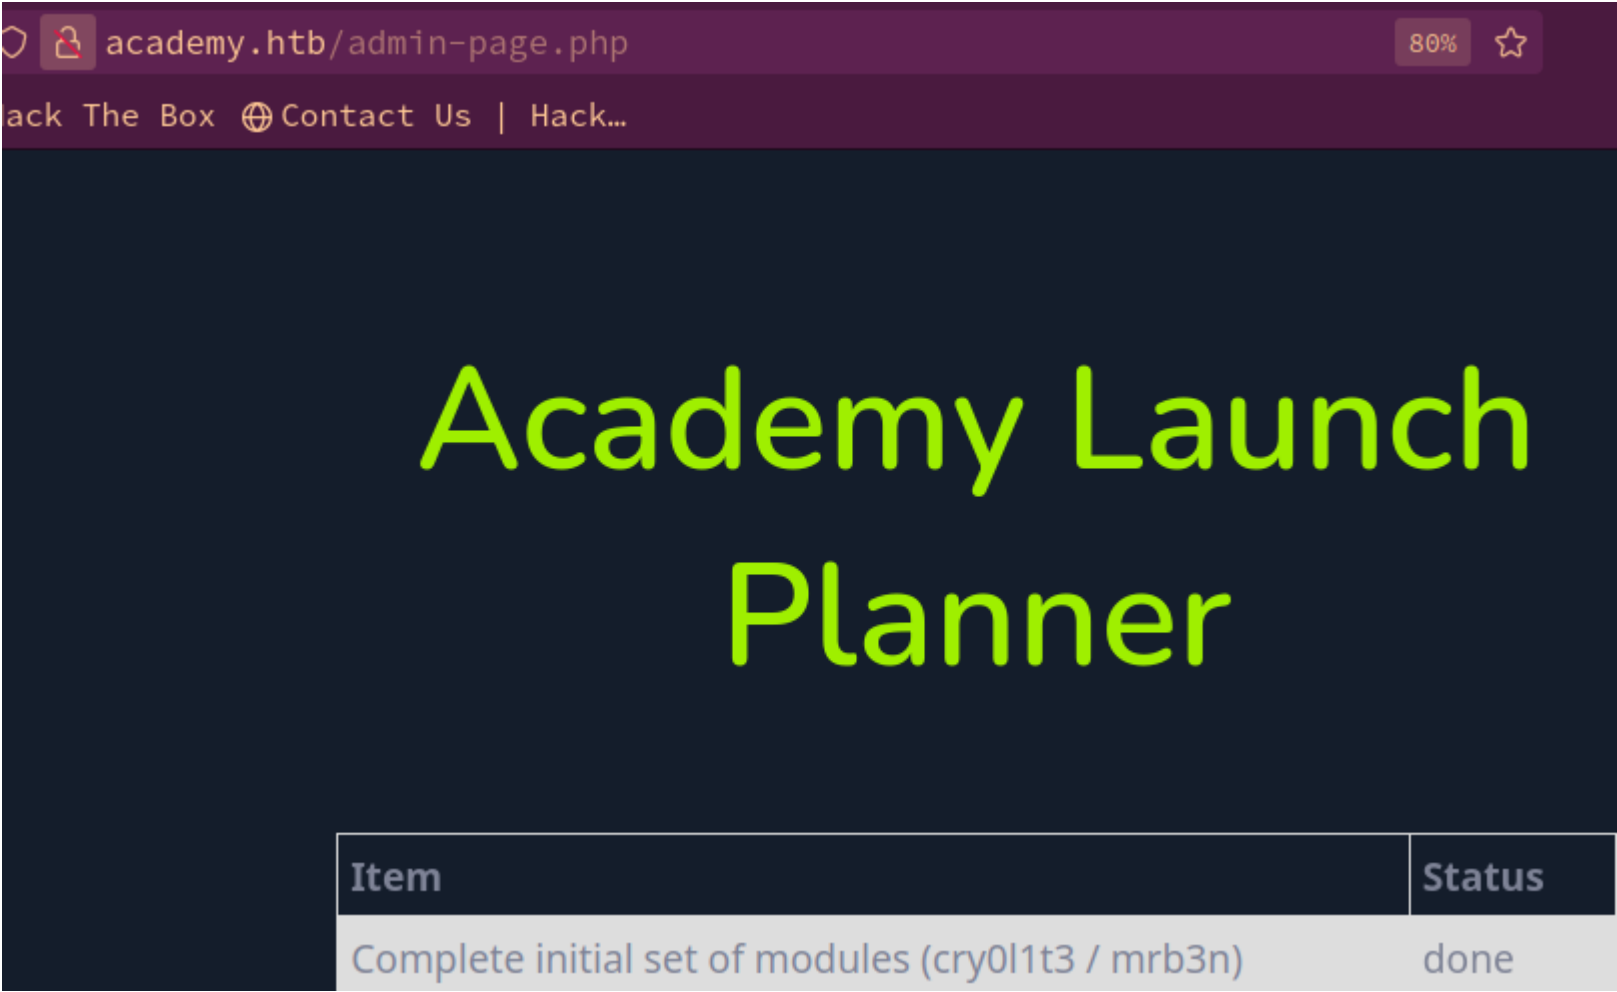 academy.htb/admin-page.php 80%
ack The Box Contact Us | Hack…
Academy Launch
Planner
Item Status
Complete initial set of modules (cry0l1t3 / mrb3n) done